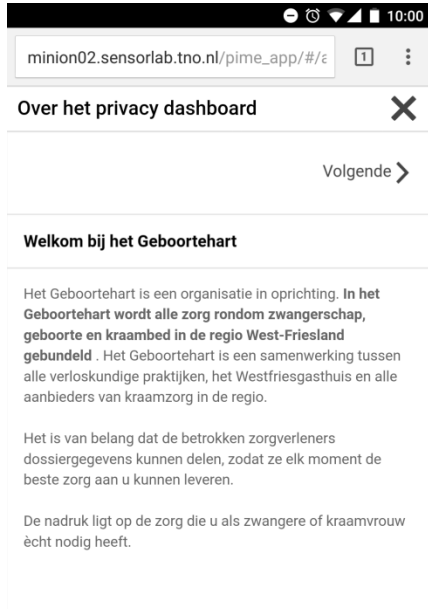 10:00
minion02.sensorlab.tno.nl/pime_app/#/a
1
Over het privacy dashboard
Volgende
Welkom bij het Geboortehart
Het Geboortehart is een organisatie in oprichting. In het
Geboortehart wordt alle zorg rondom zwangerschap,
geboorte en kraambed in de regio West-Friesland
gebundeld . Het Geboortehart is een samenwerking tussen
alle verloskundige praktijken, het Westfriesgasthuis en alle
aanbieders van kraamzorg in de regio.
Het is van belang dat de betrokken zorgverleners
dossiergegevens kunnen delen, zodat ze elk moment de
beste zorg aan u kunnen leveren.
De nadruk ligt op de zorg die u als zwangere of kraamvrouw
ècht nodig heeft.